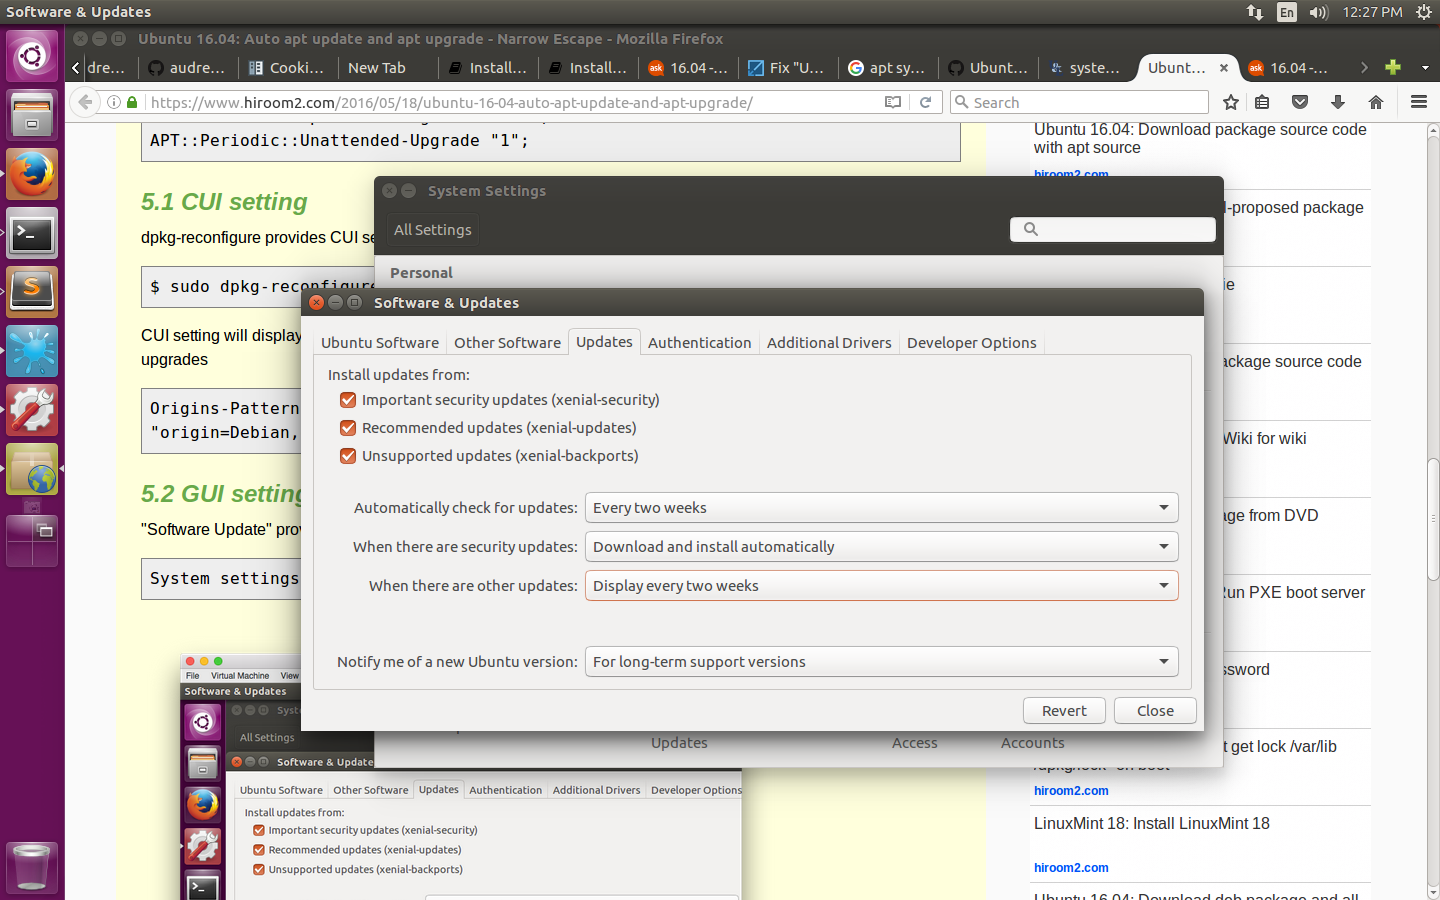 Software & Updates
En
12:27 PM
Ubuntu 16.04: Auto apt update and apt upgrade - Narrow Escape - Mozilla Firefox
dre...
audre...
Cooki...
New Tab
Install...
Install...
ask 16.04 -...
Fix "U...
apt sy...
Ubunt...
syste...
Ubunt...
ask 16.04 -...
https://www.hiroom2.com/2016/05/18/ubuntu-16-04-auto-apt-update-and-apt-upgrade/
Search
APT::Periodic::Unattended-Upgrade "1";
5.1 CUI setting
dpkg-reconfigure provides CUI se
$ sudo dpkg-reconfigure
CUI setting will display
upgrades
Origins-Pattern
"origin=Debian,
5.2 GUI setting
"Software Update" prov
System settings
System Settings
All Settings
Personal
Software & Updates
Ubuntu Software
Other Software
Updates
Authentication
Additional Drivers
Developer Options
Install updates from:
Important security updates (xenial-security)
Recommended updates (xenial-updates)
Unsupported updates (xenial-backports)
Automatically check for updates: Every two weeks
When there are security updates: Download and install automatically
When there are other updates: Display every two weeks
Notify me of a new Ubuntu version: For long-term support versions
Revert
Close
Updates
Access
Accounts
File Virtual Machine View
Software & Updates
Syst
All Settings
Software & Update
Ubuntu Software
Other Software
Updates
Authentication
Additional Drivers
Developer Options
Install updates from:
Important security updates (xenial-security)
Recommended updates (xenial-updates)
Unsupported updates (xenial-backports)
Ubuntu 16.04: Download package source code
with apt source
hiroom2.com
-proposed package
ie
ackage source code
Wiki for wiki
age from DVD
Run PXE boot server
ssword
t get lock /var/lib
/dpkg/lock" on boot
hiroom2.com
LinuxMint 18: Install LinuxMint 18
hiroom2.com
Ubuntu 16.04: Download deb package and all